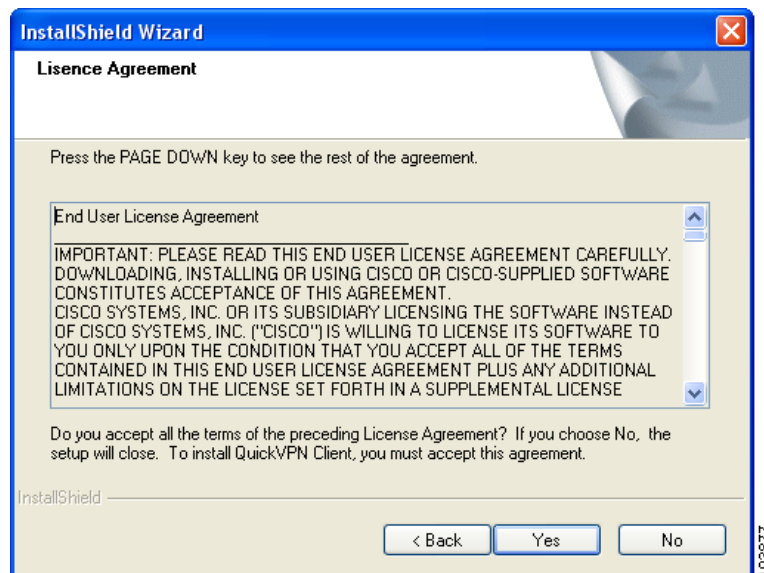 InstallShield Wizard
Lisence Agreement
Press the PAGE DOWN key to see the rest of the agreement.
End User License Agreement
IMPORTANT: PLEASE READ THIS END USER LICENSE AGREEMENT CAREFULLY.
DOWNLOADING, INSTALLING OR USING CISCO OR CISCO-SUPPLIED SOFTWARE
CONSTITUTES ACCEPTANCE OF THIS AGREEMENT.
CISCO SYSTEMS, INC. OR ITS SUBSIDIARY LICENSING THE SOFTWARE INSTEAD
OF CISCO SYSTEMS, INC. ("CISCO") IS WILLING TO LICENSE ITS SOFTWARE TO
YOU ONLY UPON THE CONDITION THAT YOU ACCEPT ALL OF THE TERMS
CONTAINED IN THIS END USER LICENSE AGREEMENT PLUS ANY ADDITIONAL
LIMITATIONS ON THE LICENSE SET FORTH IN A SUPPLEMENTAL LICENSE
Do you accept all the terms of the preceding License Agreement? If you choose No, the
setup will close. To install QuickVPN Client, you must accept this agreement.
InstallShield
< Back
Yes
No